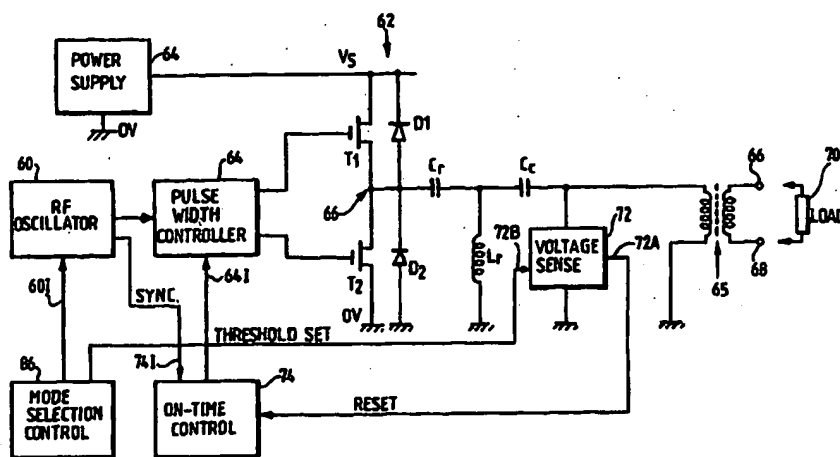 62
64
POWER
SUPPLY
0V
VS
D1
T1
60
RF
OSCILLATOR
64
PULSE
WIDTH
CONTROLLER
66
Cr
Cc
66
70
LOAD
72
72B
VOLTAGE
SENSE
72A
Lr
D2
T2
0V
65
68
60I
SYNC.
64I
THRESHOLD SET
86
MODE
SELECTION
CONTROL
74I
74
ON-TIME
CONTROL
RESET